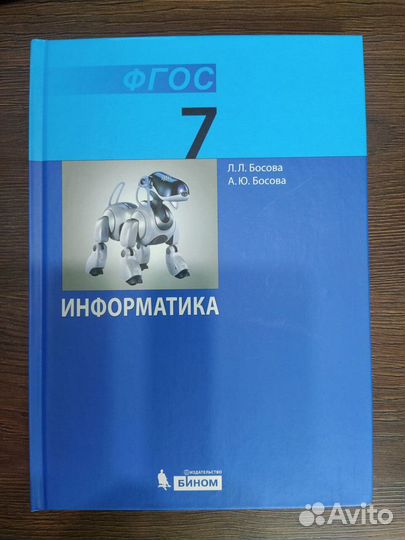 ФГОС
7
Л.Л. Босова
А.Ю. Босова
ИНФОРМАТИКА
ИЗДАТЕЛЬСТВО
БИНОМ
Avito